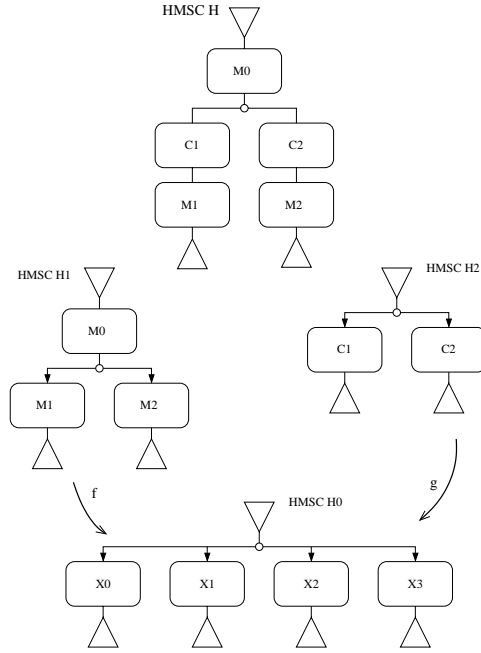 HMSC H
M0
C1 C2
M1 M2
HMSC H1
HMSC H2
M0
C1 C2
M1 M2
f
g
HMSC H0
X0 X1 X2 X3